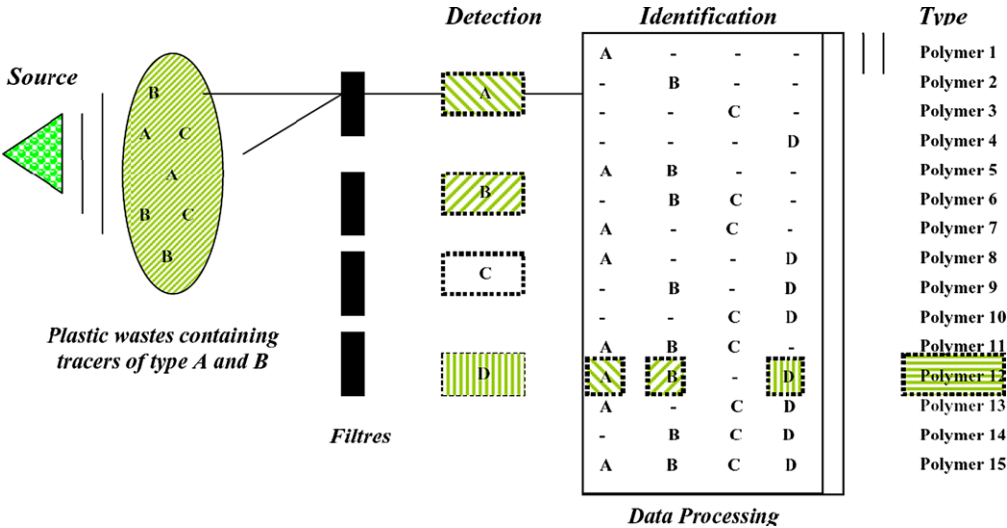 Detection Identification Type
Source
B
A C
A
B C
B
Plastic wastes containing
tracers of type A and B
Filtres
A
B
C
D
A - - - Polymer 1
- B - - Polymer 2
- - C - Polymer 3
- - - D Polymer 4
A B - - Polymer 5
- B C - Polymer 6
A - C - Polymer 7
A - - D Polymer 8
- B - D Polymer 9
- - C D Polymer 10
A B C - Polymer 11
A B - D Polymer 12
A - C D Polymer 13
- B C D Polymer 14
A B C D Polymer 15
Data Processing